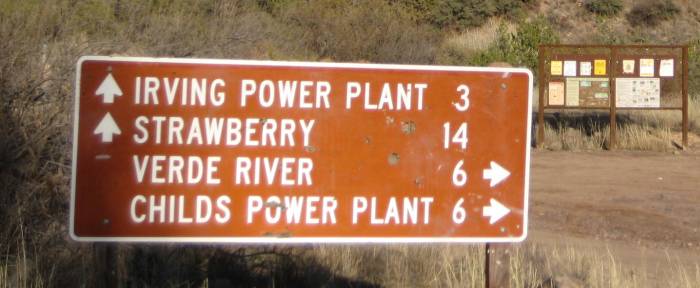 IRVING POWER PLANT 3
STRAWBERRY 14
VERDE RIVER 6
CHILDS POWER PLANT 6